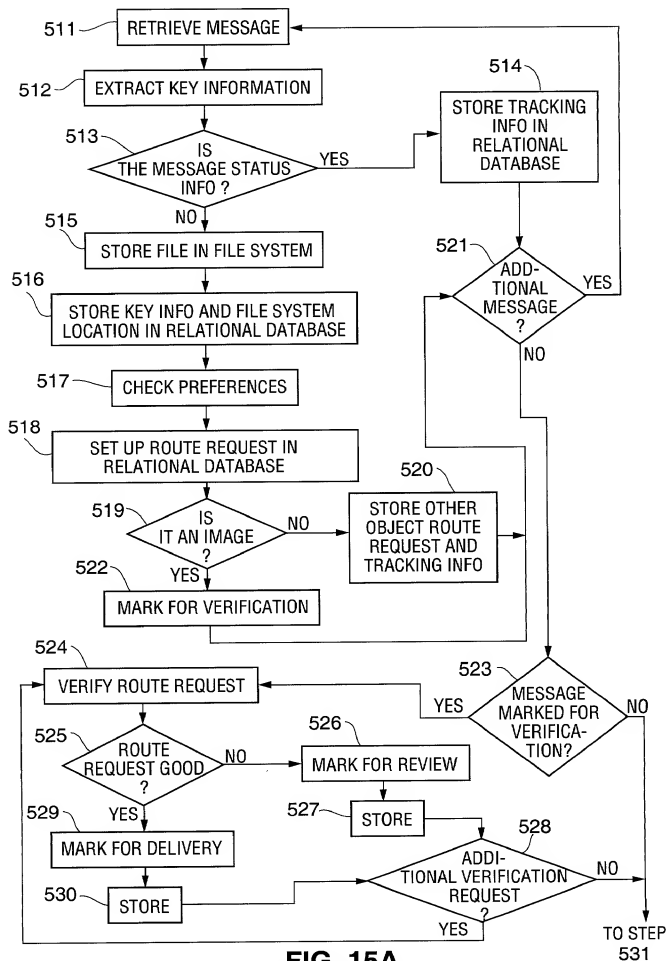 511
RETRIEVE MESSAGE
512
EXTRACT KEY INFORMATION
513
IS
THE MESSAGE STATUS
INFO ?
YES
NO
514
STORE TRACKING
INFO IN
RELATIONAL
DATABASE
515
STORE FILE IN FILE SYSTEM
516
STORE KEY INFO AND FILE SYSTEM
LOCATION IN RELATIONAL DATABASE
521
ADD-
TIONAL
MESSAGE
?
YES
NO
517
CHECK PREFERENCES
518
SET UP ROUTE REQUEST IN
RELATIONAL DATABASE
519
IS
IT AN IMAGE
?
NO
YES
520
STORE OTHER
OBJECT ROUTE
REQUEST AND
TRACKING INFO
522
MARK FOR VERIFICATION
523
MESSAGE
MARKED FOR
VERIFICA-
TION?
YES
NO
524
VERIFY ROUTE REQUEST
525
ROUTE
REQUEST GOOD
?
NO
YES
526
MARK FOR REVIEW
527
STORE
528
ADDI-
TIONAL VERIFICATION
REQUEST
?
NO
YES
529
MARK FOR DELIVERY
530
STORE
TO STEP
531
FIG. 15A